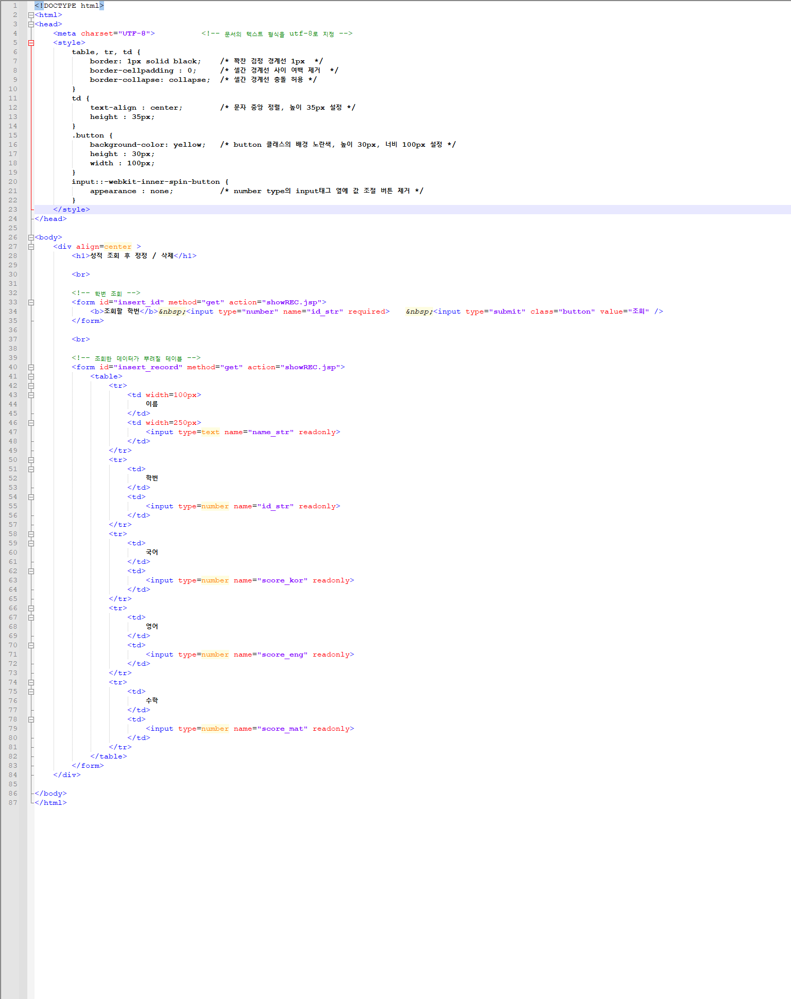 1 <!DOCTYPE html>
2 <html>
3 <head>
4 <meta charset="UTF-8"> <!-- 문서의 텍스트 형식을 utf-8로 지정 -->
5 <style>
6 table, tr, td {
7 border: 1px solid black; /* 꽉찬 검정 경계선 1px */
8 border-cellpadding : 0; /* 셀간 경계선 사이 여백 제거 */
9 border-collapse: collapse; /* 셀간 경계선 충돌 허용 */
10 }
11 td {
12 text-align : center; /* 문자 중앙 정렬, 높이 35px 설정 */
13 height : 35px;
14 }
15 .button {
16 background-color: yellow; /* button 클래스의 배경 노란색, 높이 30px, 너비 100px 설정 */
17 height : 30px;
18 width : 100px;
19 }
20 input::-webkit-inner-spin-button {
21 appearance : none; /* number type의 input태그 옆에 값 조절 버튼 제거 */
22 }
23 </style>
24 </head>
25
26 <body>
27 <div align=center >
28 <h1>성적 조회 후 정정 / 삭제</h1>
29
30 <br>
31
32 <!-- 학번 조회 -->
33 <form id="insert_id" method="get" action="showREC.jsp">
34 <b>조회할 학번</b>&nbsp;<input type="number" name="id_str" required> &nbsp;<input type="submit" class="button" value="조회" />
35 </form>
36
37 <br>
38
39 <!-- 조회한 데이터가 뿌려질 테이블 -->
40 <form id="insert_record" method="get" action="showREC.jsp">
41 <table>
42 <tr>
43 <td width=100px>
44 이름
45 </td>
46 <td width=250px>
47 <input type=text name="name_str" readonly>
48 </td>
49 </tr>
50 <tr>
51 <td>
52 학번
53 </td>
54 <td>
55 <input type=number name="id_str" readonly>
56 </td>
57 </tr>
58 <tr>
59 <td>
60 국어
61 </td>
62 <td>
63 <input type=number name="score_kor" readonly>
64 </td>
65 </tr>
66 <tr>
67 <td>
68 영어
69 </td>
70 <td>
71 <input type=number name="score_eng" readonly>
72 </td>
73 </tr>
74 <tr>
75 <td>
76 수학
77 </td>
78 <td>
79 <input type=number name="score_mat" readonly>
80 </td>
81 </tr>
82 </table>
83 </form>
84 </div>
85
86 </body>
87 </html>